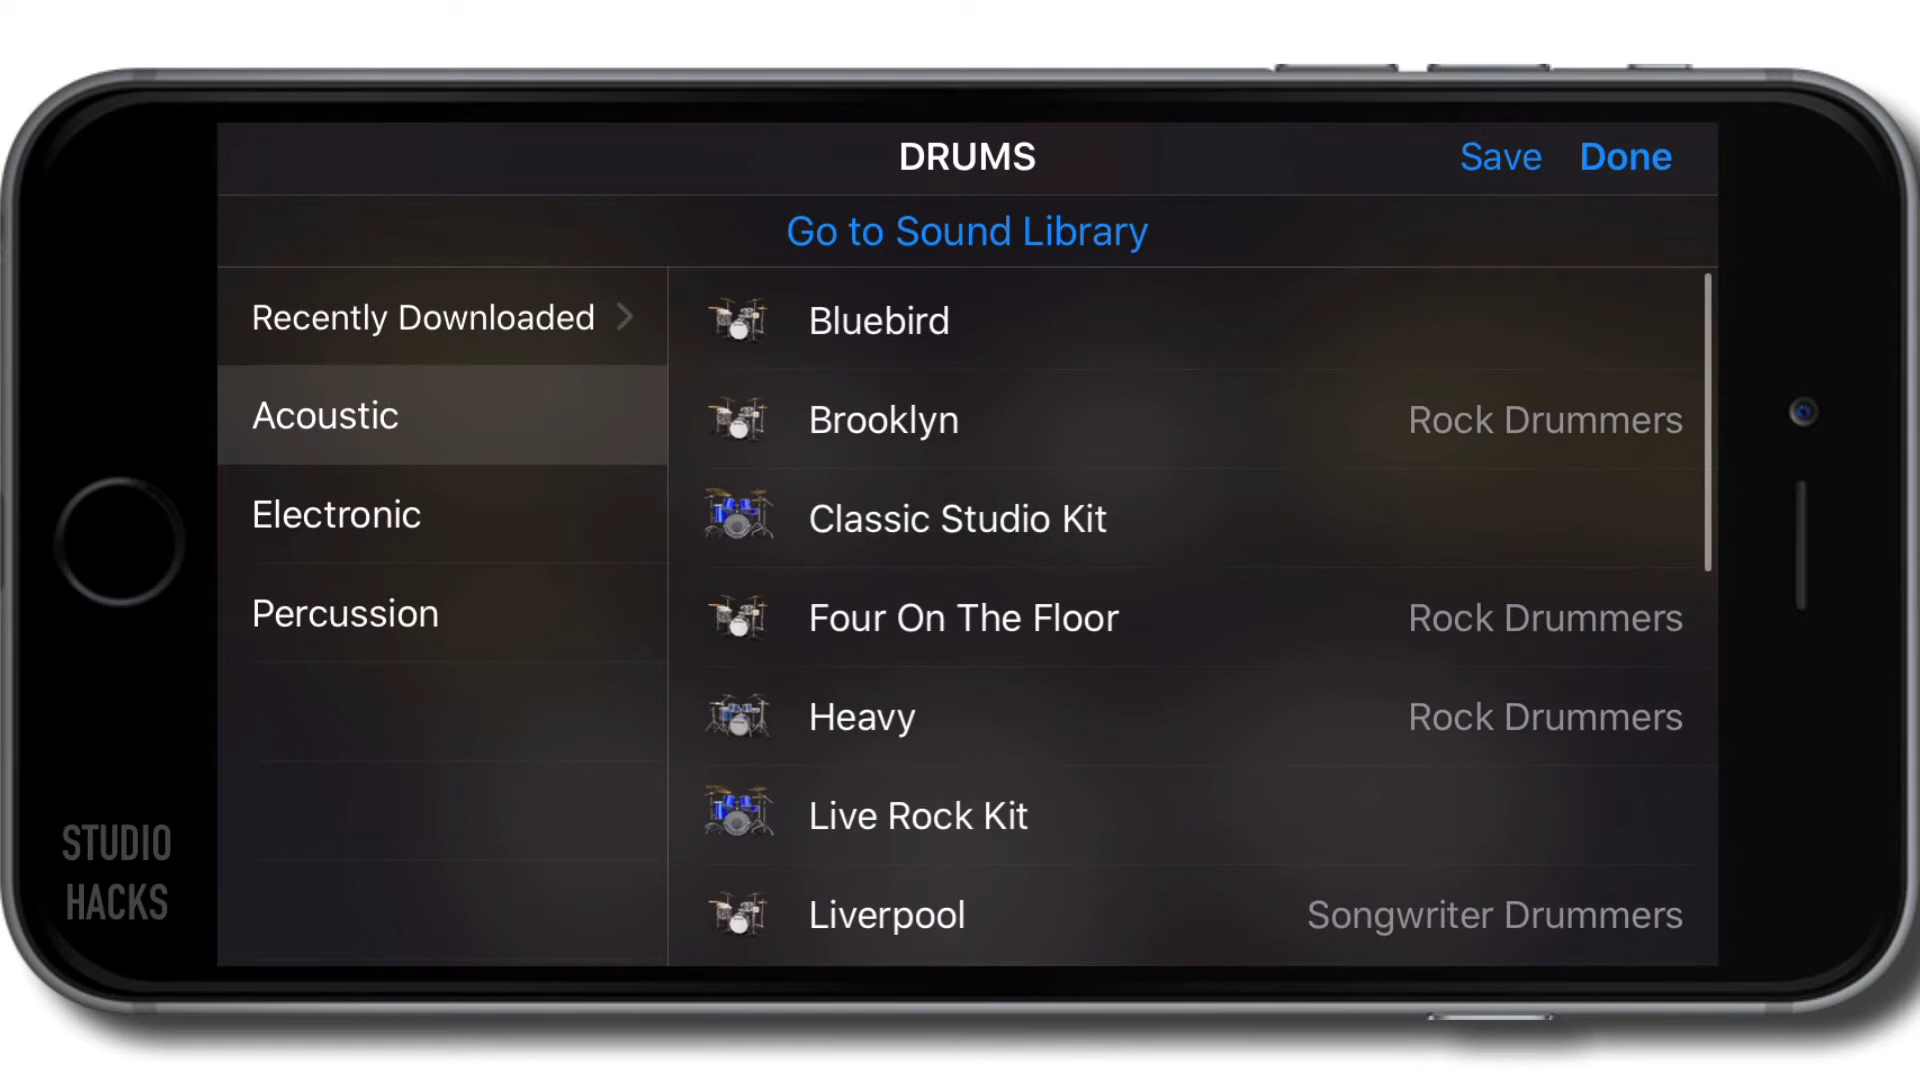 DRUMS
Save Done
Go to Sound Library
Recently Downloaded
Acoustic
Electronic
Percussion
Bluebird
Brooklyn Rock Drummers
Classic Studio Kit
Four On The Floor Rock Drummers
Heavy Rock Drummers
Live Rock Kit
Liverpool Songwriter Drummers
STUDIO
HACKS